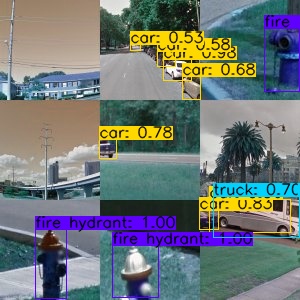 fire
car: 0.53
car: 0.58
car: 0.98
car: 0.68
car: 0.78
truck: 0.70
car: 0.83
fire hydrant: 1.00
fire hydrant: 1.00